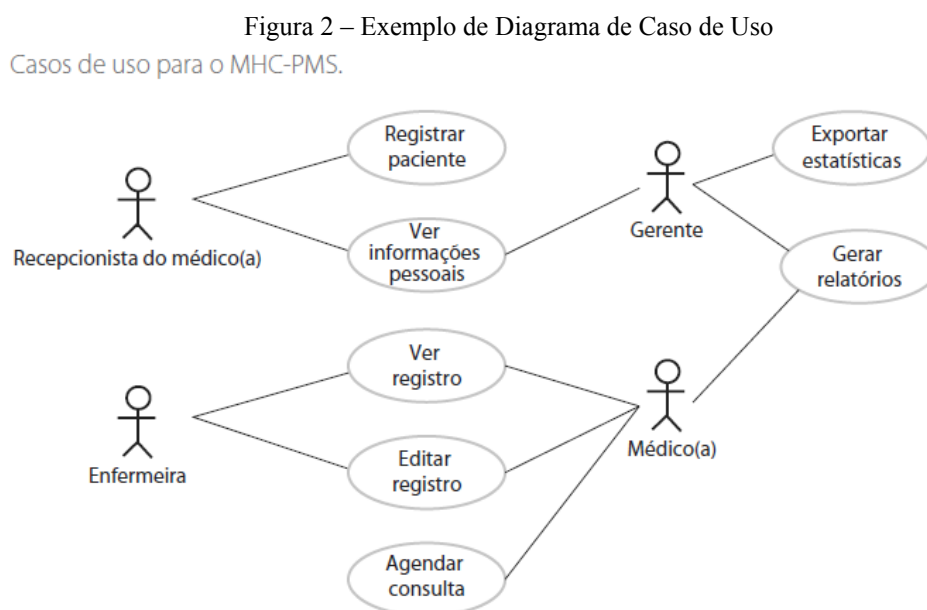 Figura 2 – Exemplo de Diagrama de Caso de Uso
Casos de uso para o MHC-PMS.
Registrar
paciente
Exportar
estatísticas
Recepcionista do médico(a)
Ver
informações
pessoais
Gerente
Gerar
relatórios
Ver
registro
Enfermeira
Editar
registro
Médico(a)
Agendar
consulta